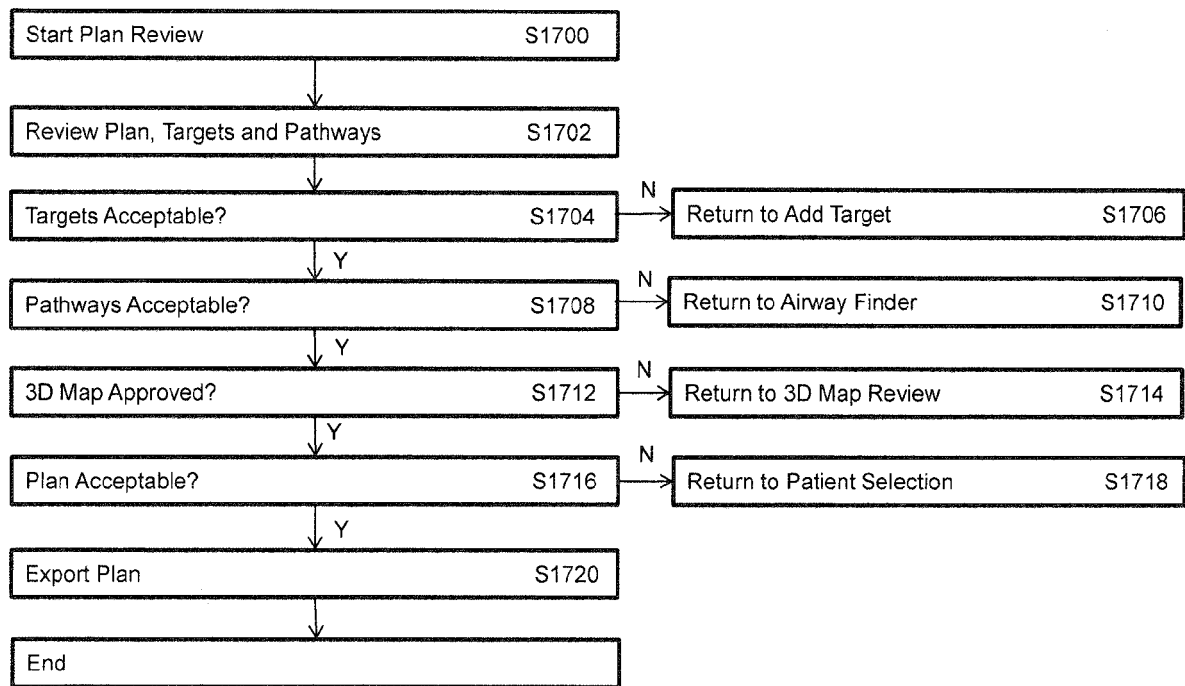 Start Plan Review S1700
Review Plan, Targets and Pathways S1702
Targets Acceptable? S1704 N Return to Add Target S1706
Y
Pathways Acceptable? S1708 N Return to Airway Finder S1710
Y
3D Map Approved? S1712 N Return to 3D Map Review S1714
Y
Plan Acceptable? S1716 N Return to Patient Selection S1718
Y
Export Plan S1720
End